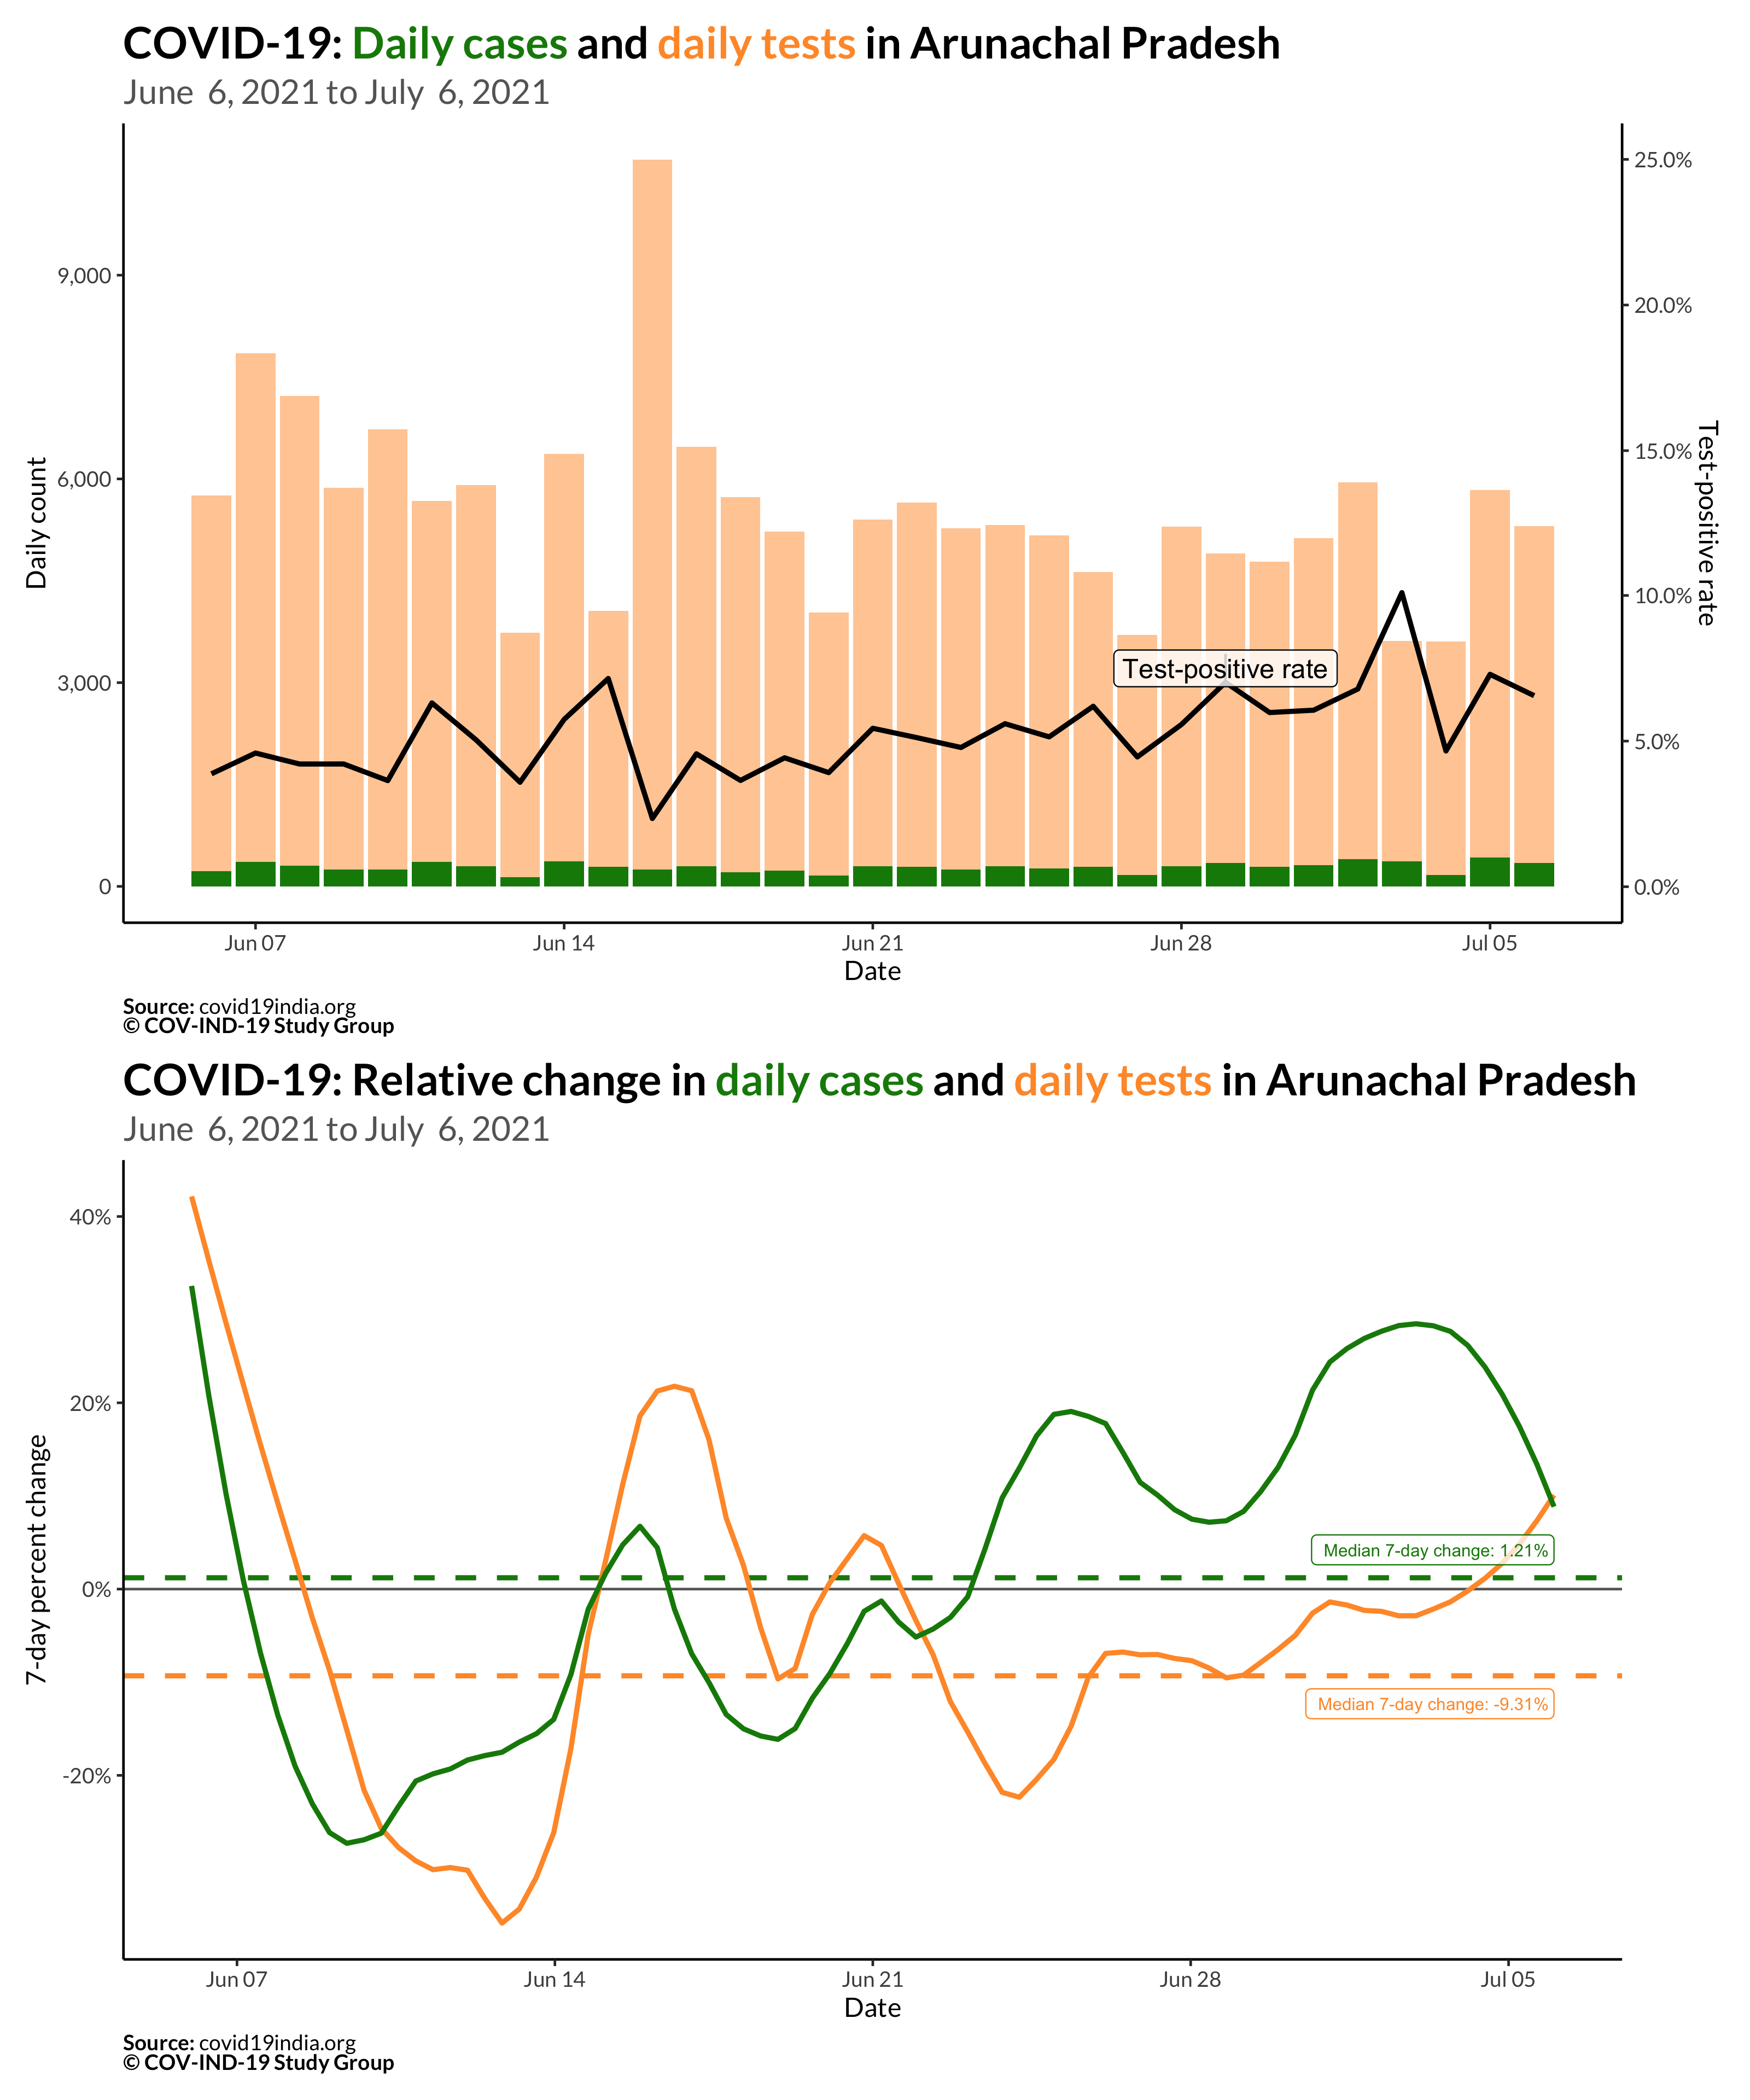 COVID-19: Daily cases and daily tests in Arunachal Pradesh
June 6, 2021 to July 6, 2021
Daily count
9,000
6,000
3,000
0
25.0%
20.0%
15.0%
10.0%
5.0%
0.0%
Test-positive rate
Test-positive rate
Jun 07
Jun 14
Jun 21
Jun 28
Jul 05
Date
Source: covid19india.org
© COV-IND-19 Study Group
COVID-19: Relative change in daily cases and daily tests in Arunachal Pradesh
June 6, 2021 to July 6, 2021
7-day percent change
40%
20%
0%
-20%
Median 7-day change: 1.21%
Median 7-day change: -9.31%
Jun 07
Jun 14
Jun 21
Jun 28
Jul 05
Date
Source: covid19india.org
© COV-IND-19 Study Group